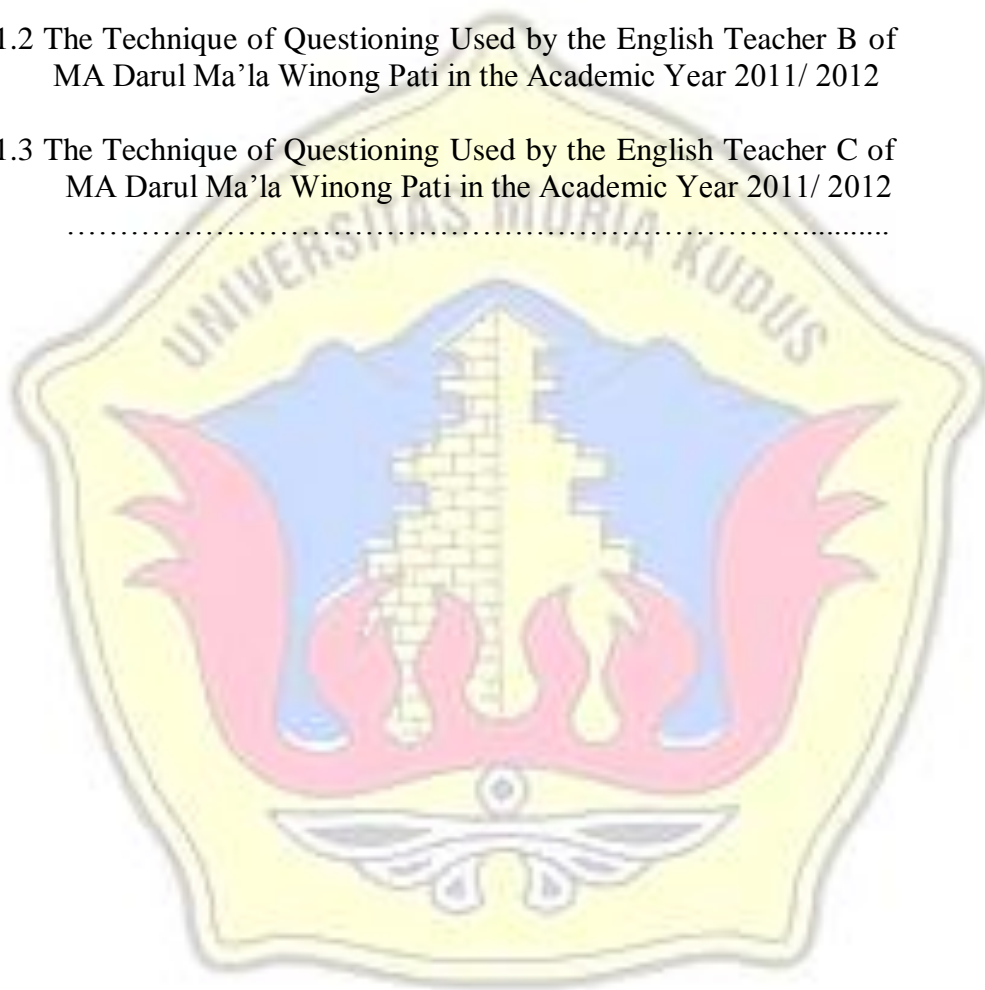 1.2 The Technique of Questioning Used by the English Teacher B of
MA Darul Ma’la Winong Pati in the Academic Year 2011/ 2012
1.3 The Technique of Questioning Used by the English Teacher C of
MA Darul Ma’la Winong Pati in the Academic Year 2011/ 2012
……………………………………………………………..........
UNIVERSITAS MURIA KUDUS